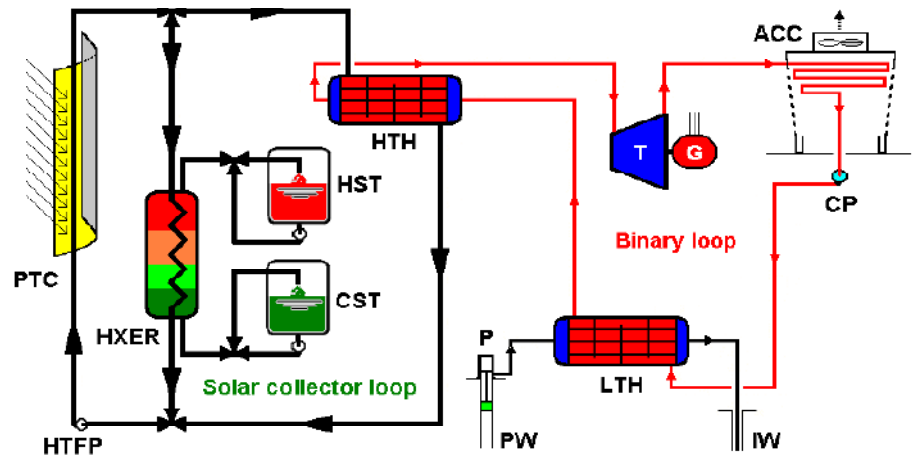 ACC
HTH
T
G
HST
CP
Binary loop
PTC
CST
HXER
P
LTH
Solar collector loop
HTFP
PW
IW